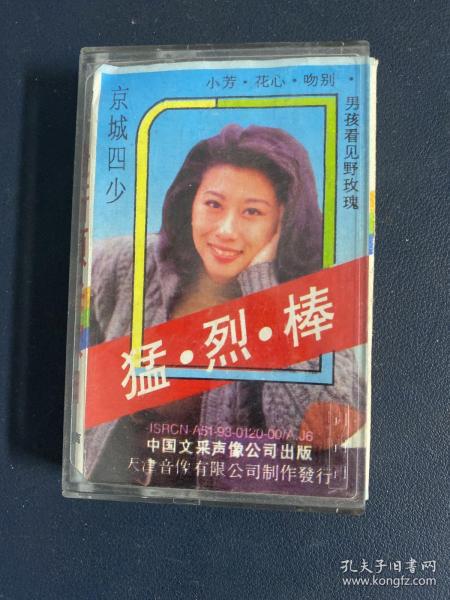 小芳·花心·吻别·
男孩看见野玫瑰
京城四少
猛·烈·棒
ISRCN-A51-93-0120-00/A.J6
中国文采声像公司出版
天津音像有限公司制作發行
孔夫子旧书网
www.kongfz.com